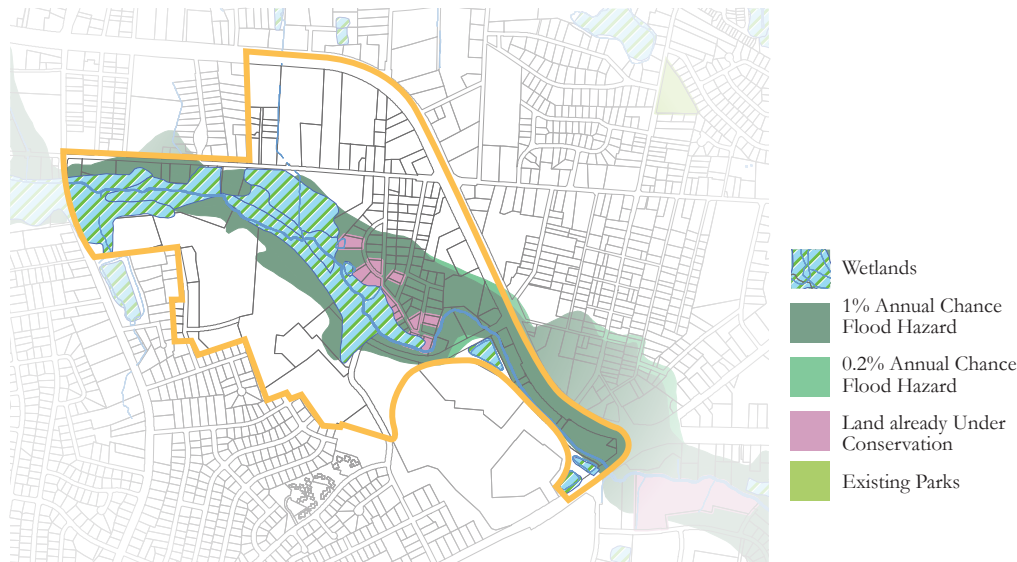 Wetlands
1% Annual Chance
Flood Hazard
0.2% Annual Chance
Flood Hazard
Land already Under
Conservation
Existing Parks